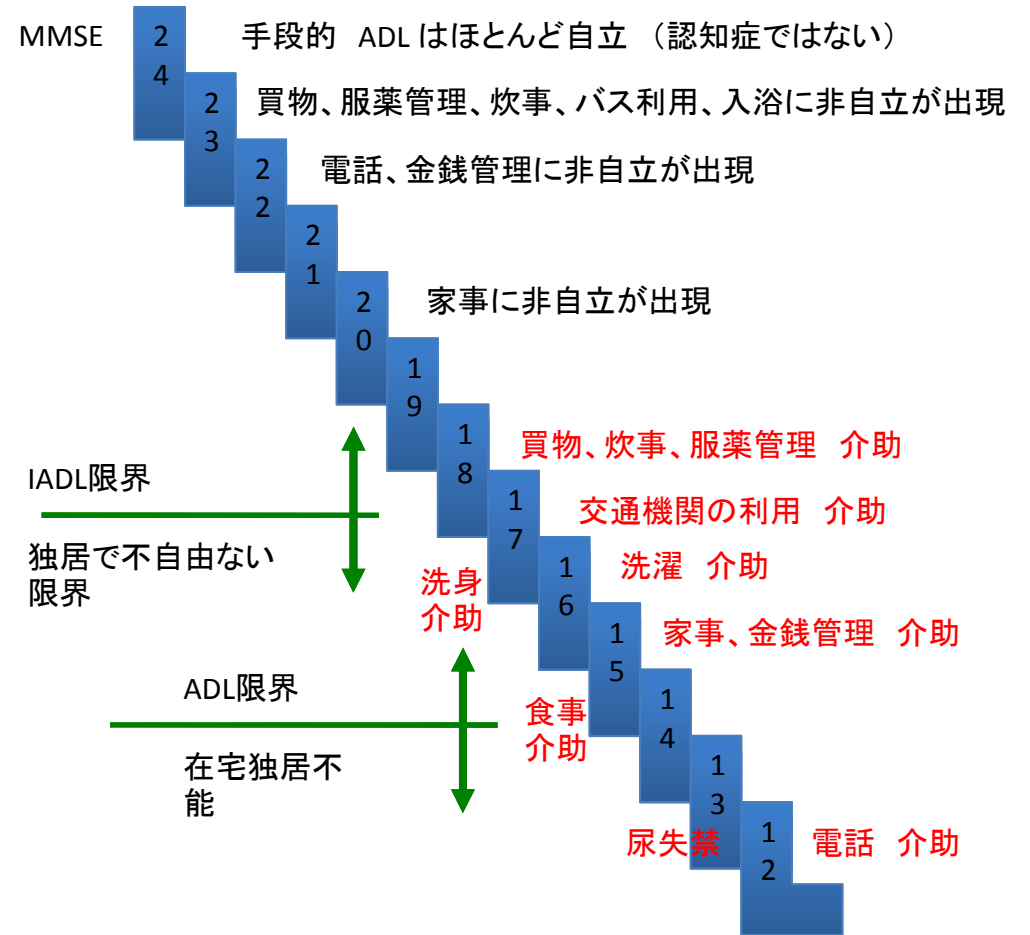 MMSE
24
手段的 ADL はほとんど自立 （認知症ではない）
23
買物、服薬管理、炊事、バス利用、入浴に非自立が出現
22
電話、金銭管理に非自立が出現
21
20
家事に非自立が出現
19
18
買物、炊事、服薬管理 介助
IADL限界
17
交通機関の利用 介助
独居で不自由ない
限界
16
洗濯 介助
洗身
介助
15
家事、金銭管理 介助
ADL限界
14
食事
介助
在宅独居不
能
13
尿失禁
12
電話 介助